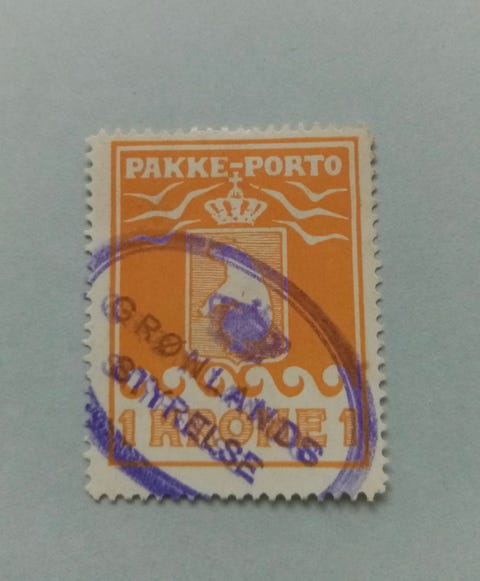 PAKKE-PORTO
GRØNLANDS
STYRELSE
1 KRONE 1